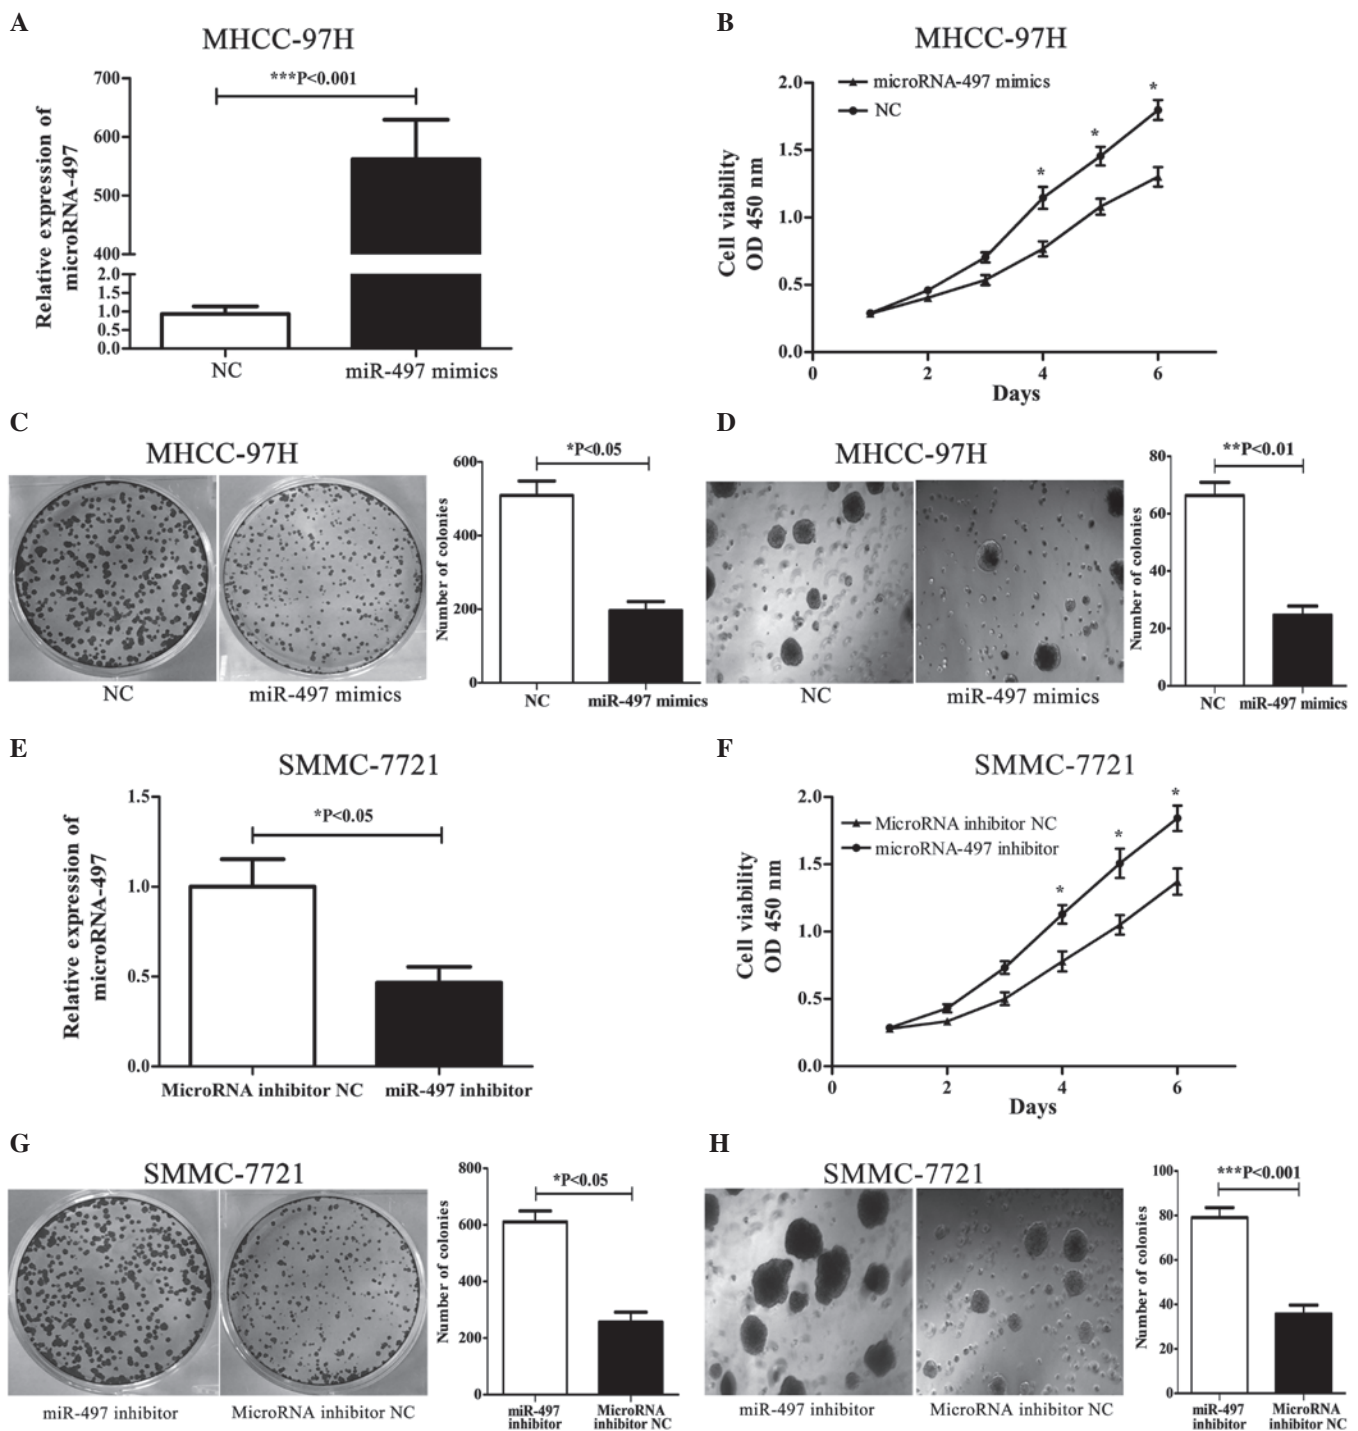 A
MHCC-97H
***P<0.001
Relative expression of
microRNA-497
700
600
500
400
2.0
1.5
1.0
0.5
0.0
NC
miR-497 mimics
B
MHCC-97H
microRNA-497 mimics
NC
Cell viability
OD 450 nm
2.0
1.5
1.0
0.5
0.0
*
*
*
0
2
4
6
Days
C
MHCC-97H
NC
miR-497 mimics
*P<0.05
Number of colonies
600
400
200
0
NC
miR-497 mimics
D
MHCC-97H
NC
miR-497 mimics
**P<0.01
Number of colonies
80
60
40
20
0
NC
miR-497 mimics
E
SMMC-7721
*P<0.05
Relative expression of
microRNA-497
1.5
1.0
0.5
0.0
MicroRNA inhibitor NC
miR-497 inhibitor
F
SMMC-7721
MicroRNA inhibitor NC
microRNA-497 inhibitor
Cell viability
OD 450 nm
2.0
1.5
1.0
0.5
0.0
*
*
*
0
2
4
6
Days
G
SMMC-7721
miR-497 inhibitor
MicroRNA inhibitor NC
*P<0.05
Number of colonies
800
600
400
200
0
miR-497
inhibitor
MicroRNA
inhibitor NC
H
SMMC-7721
miR-497 inhibitor
MicroRNA inhibitor NC
***P<0.001
Number of colonies
100
80
60
40
20
0
miR-497
inhibitor
MicroRNA
inhibitor NC